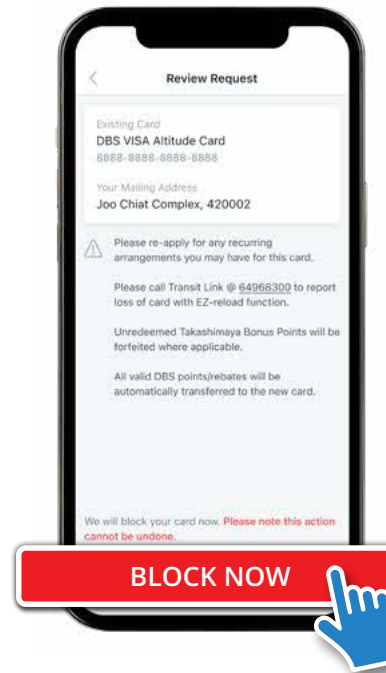 Review Request
Existing Card
DBS VISA Altitude Card
8888-8888-8888-8888
Your Mailing Address
Joo Chiat Complex, 420002
Please re-apply for any recurring
arrangements you may have for this card.
Please call Transit Link @ 64968300 to report
loss of card with EZ-reload function.
Unredeemed Takashimaya Bonus Points will be
forfeited where applicable.
All valid DBS points/rebates will be
automatically transferred to the new card.
We will block your card now. Please note this action
cannot be undone.
BLOCK NOW